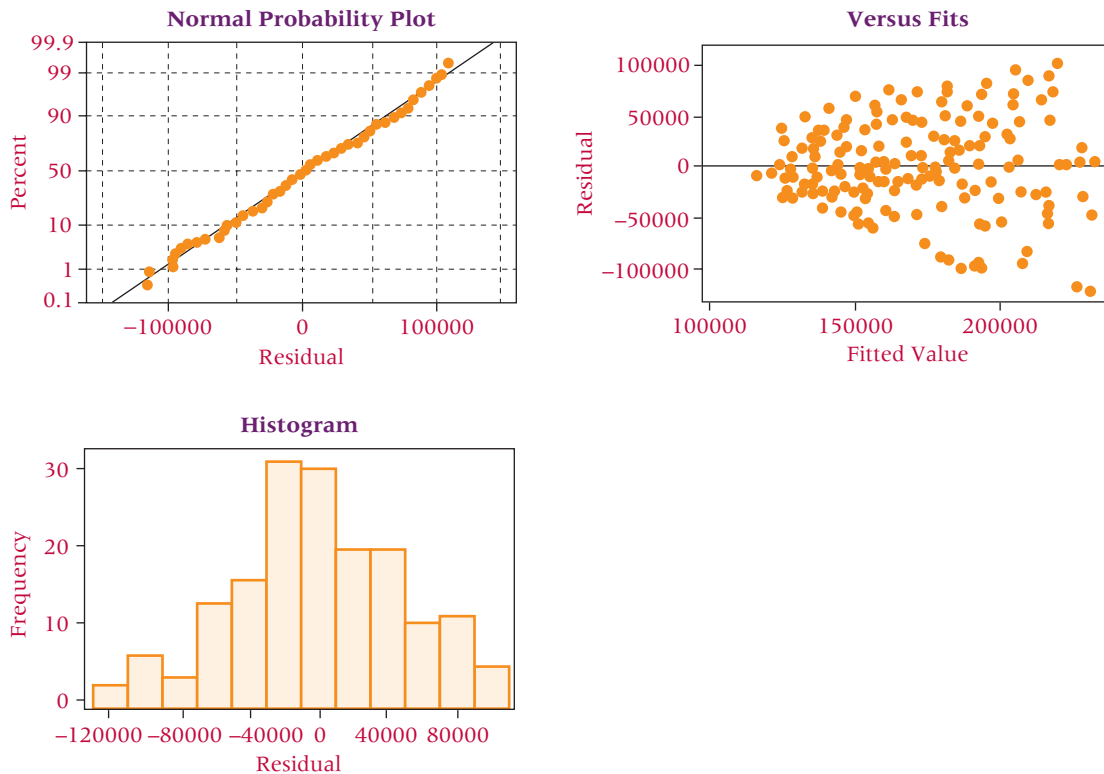 Normal Probability Plot
99.9
99
90
50
10
1
0.1
Percent
−100000 0 100000
Residual
Versus Fits
100000
50000
0
−50000
−100000
Residual
100000 150000 200000
Fitted Value
Histogram
30
20
10
0
Frequency
−120000 −80000 −40000 0 40000 80000
Residual